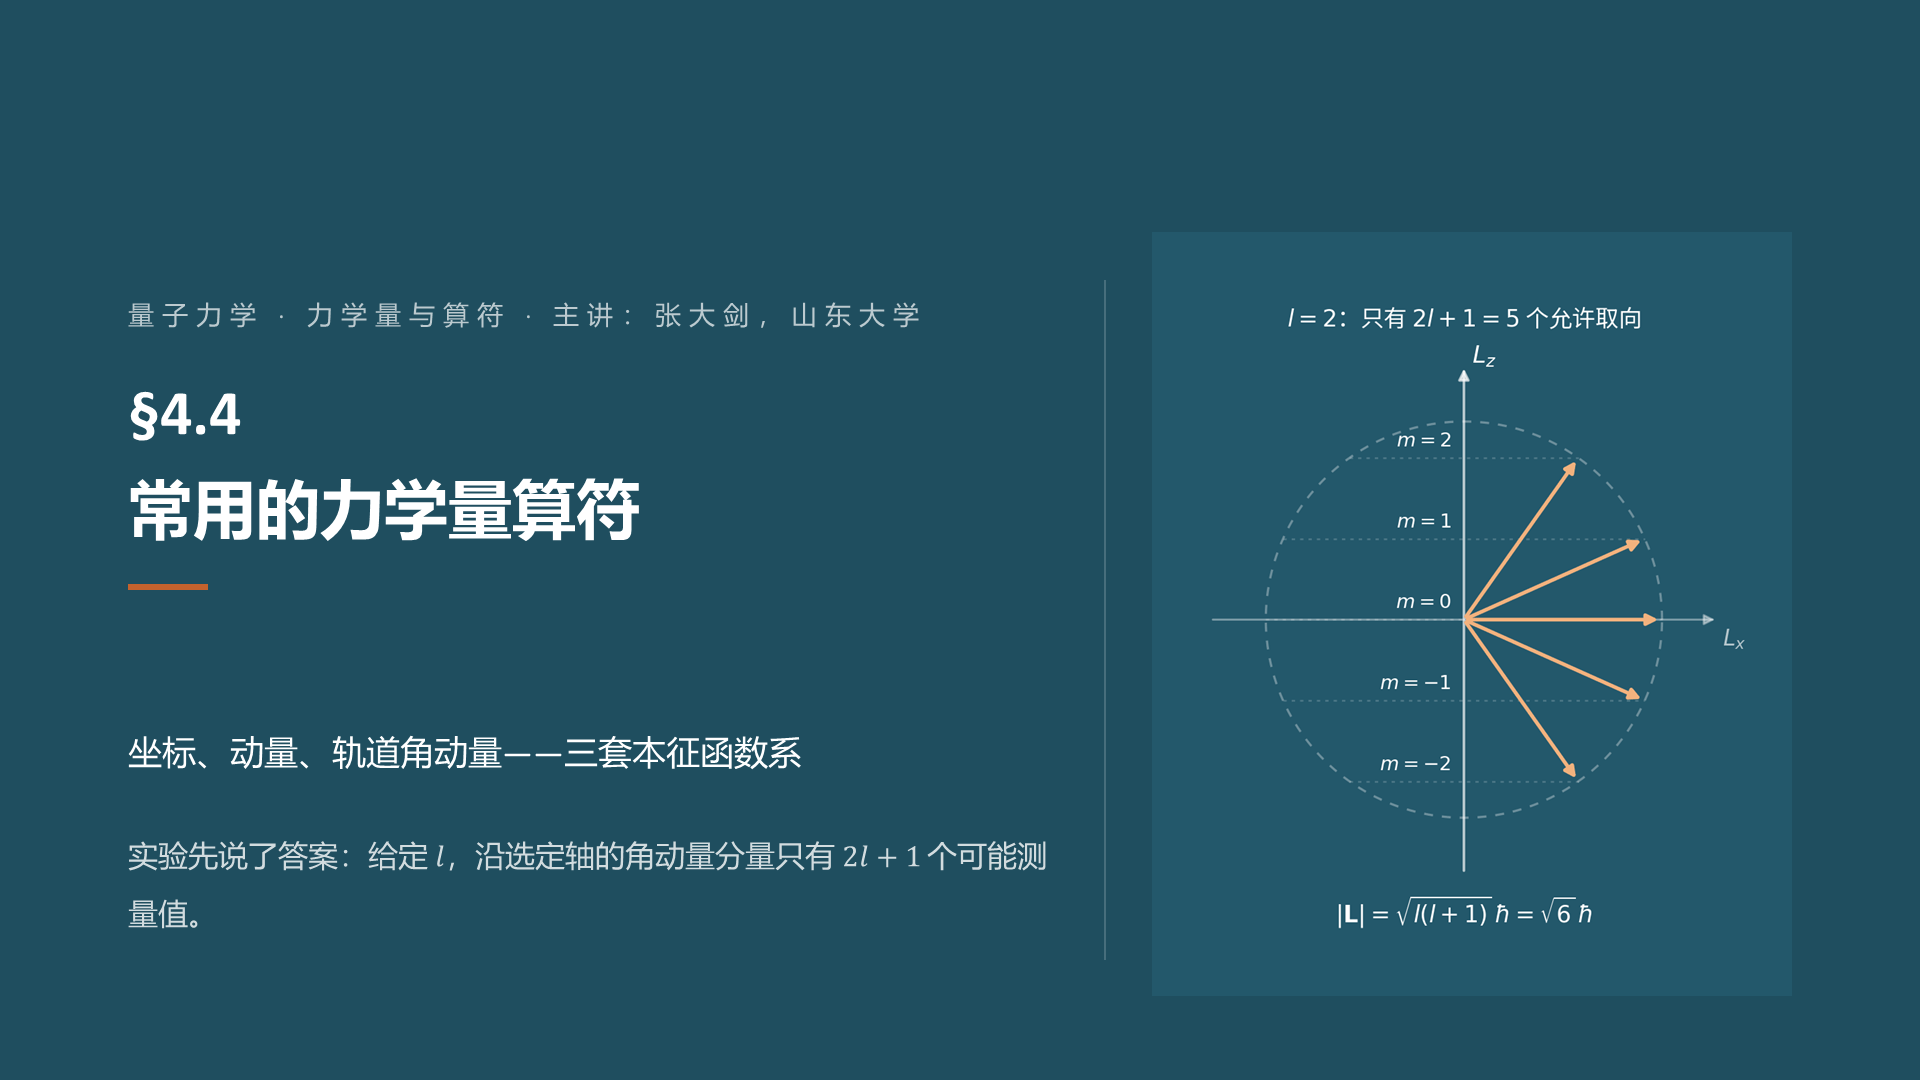 量子力学 · 力学量与算符 · 主讲：张大剑，山东大学
§4.4
常用的力学量算符
坐标、动量、轨道角动量——三套本征函数系
实验先说了答案：给定 l，沿选定轴的角动量分量只有 2l + 1 个可能测
量值。
l = 2：只有 2l + 1 = 5 个允许取向
L_z
m = 2
m = 1
m = 0
L_x
m = −1
m = −2
|L| = √l(l + 1) ℏ = √6 ℏ